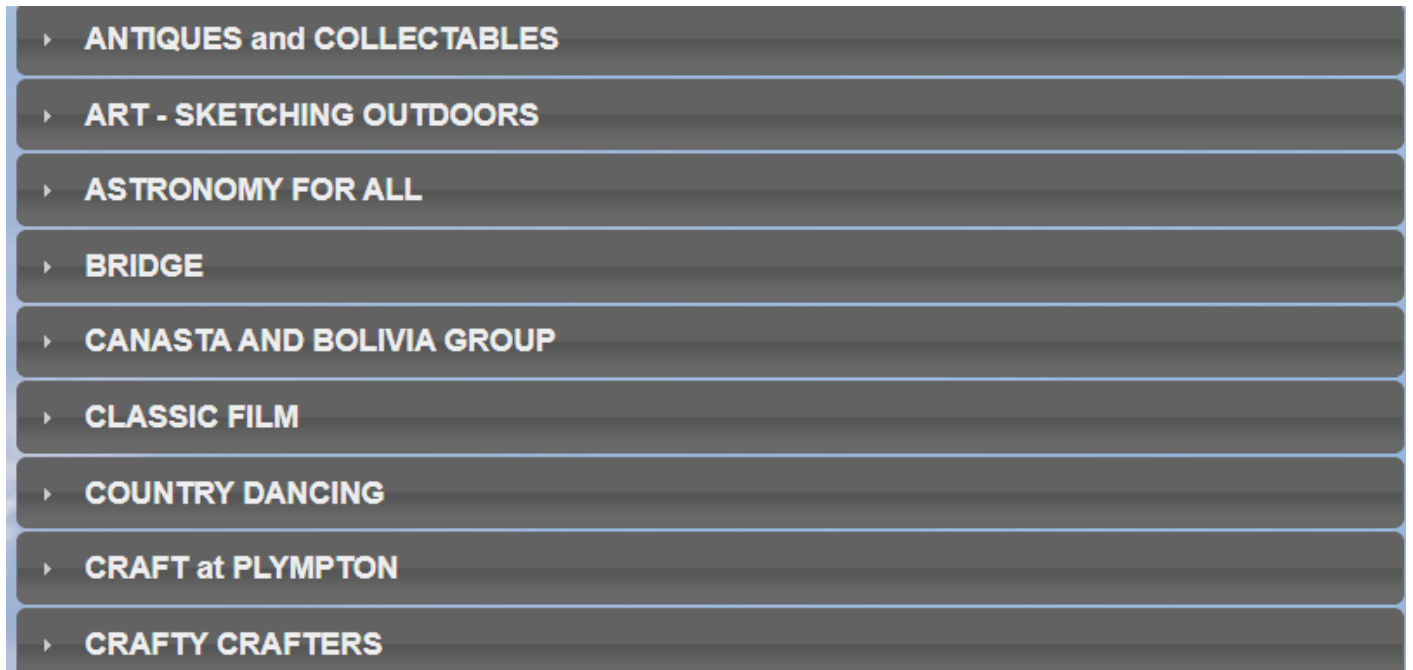 ANTIQUES and COLLECTABLES
ART - SKETCHING OUTDOORS
ASTRONOMY FOR ALL
BRIDGE
CANASTA AND BOLIVIA GROUP
CLASSIC FILM
COUNTRY DANCING
CRAFT at PLYMPTON
CRAFTY CRAFTERS